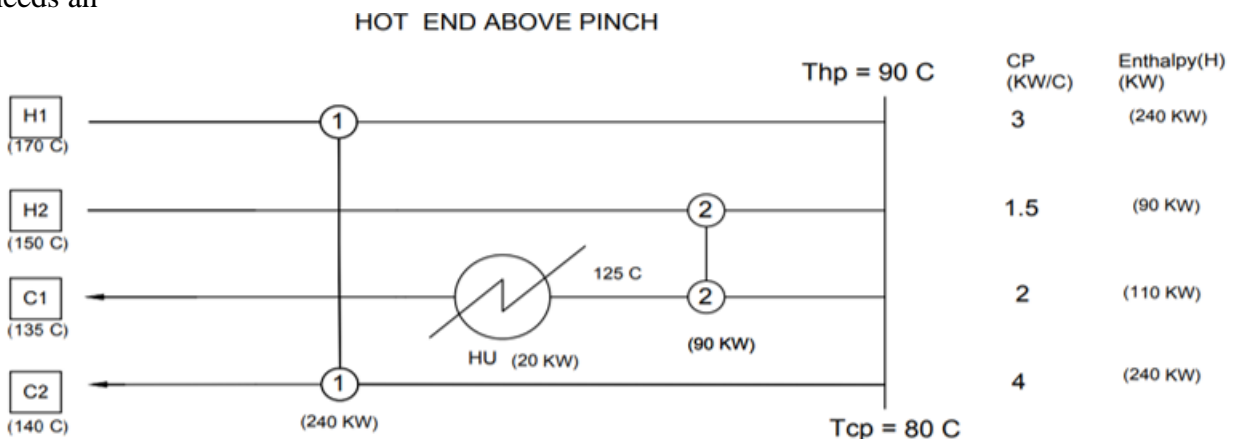 eeds an
HOT END ABOVE PINCH
Thp = 90 C
CP
(KW/C)
Enthalpy(H)
(KW)
H1
(170 C)
1
3
(240 KW)
H2
(150 C)
2
1.5
(90 KW)
125 C
C1
(135 C)
2
2
(110 KW)
HU (20 KW)
(90 KW)
C2
(140 C)
1
4
(240 KW)
(240 KW)
Tcp = 80 C